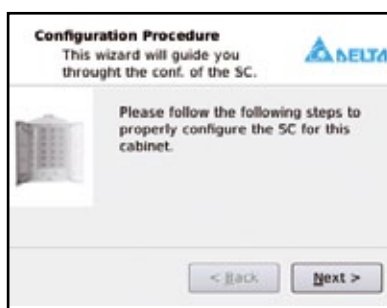 Configuration Procedure
This wizard will guide you
throught the conf. of the SC.
DELTA
Please follow the following steps to
properly configure the SC for this
cabinet.
< Back
Next >